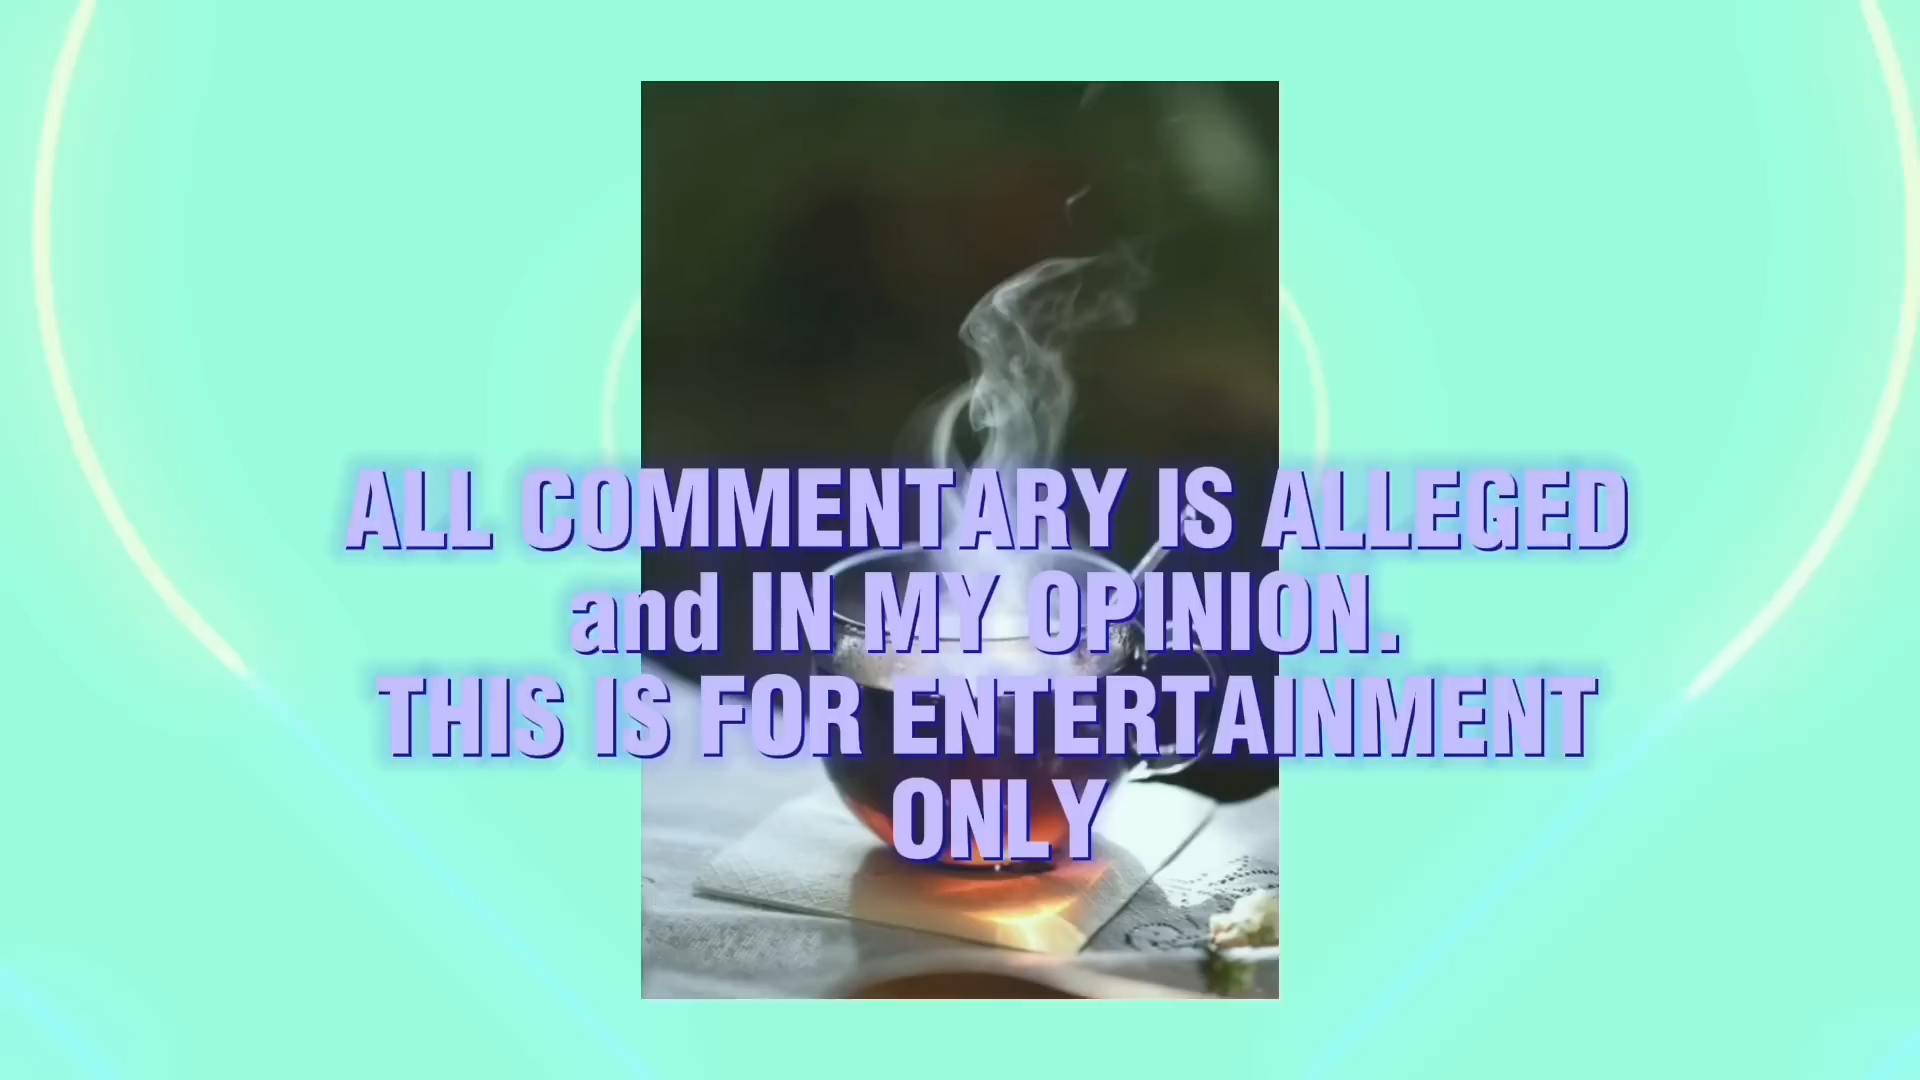 ALL COMMENTARY IS ALLEGED
and IN MY OPINION.
THIS IS FOR ENTERTAINMENT
ONLY